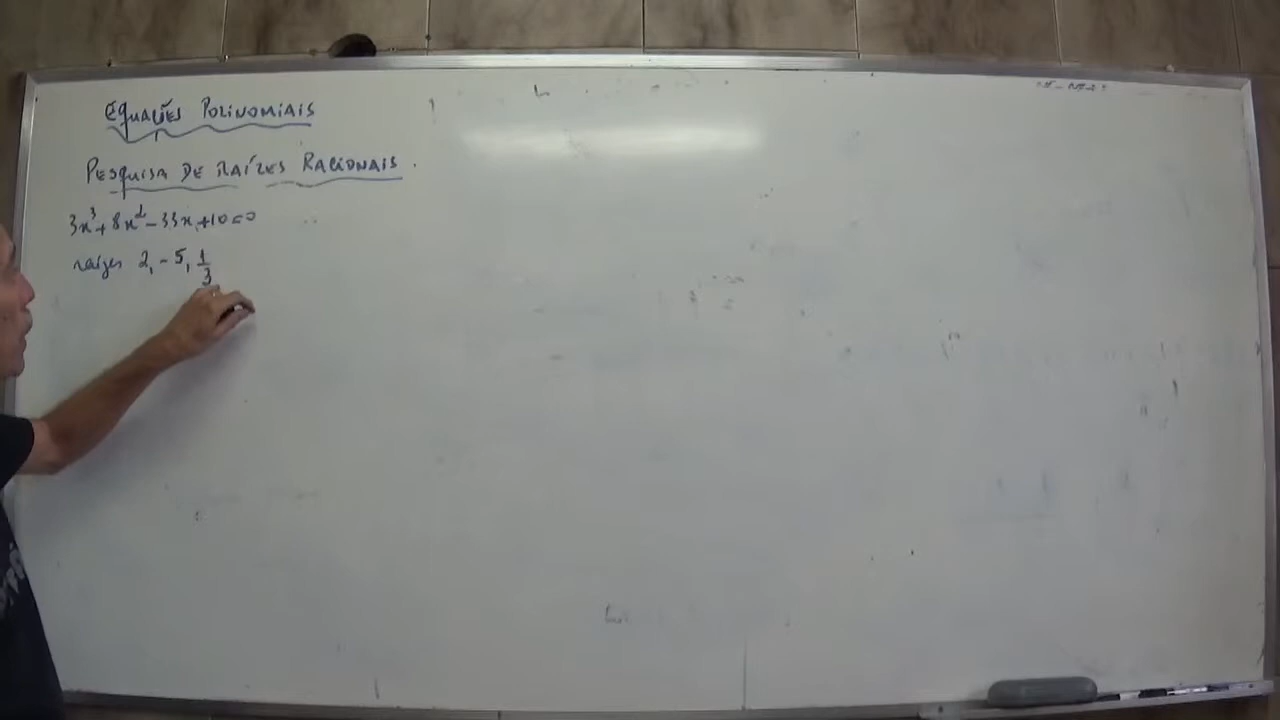 EQUAÇÕES POLINOMIAIS
PESQUISA DE RAÍZES RACIONAIS.
3x³+8x²-33x+10=0
raízes 2, -5, 1/3